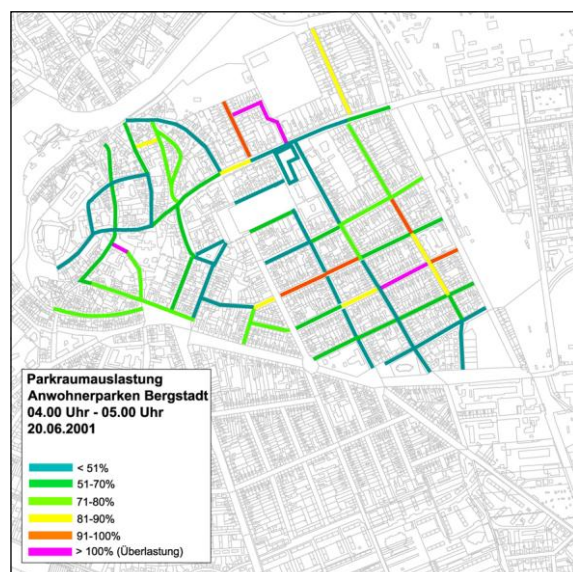 Parkraumauslastung
Anwohnerparken Bergstadt
04.00 Uhr - 05.00 Uhr
20.06.2001
< 51%
51-70%
71-80%
81-90%
91-100%
> 100% (Überlastung)